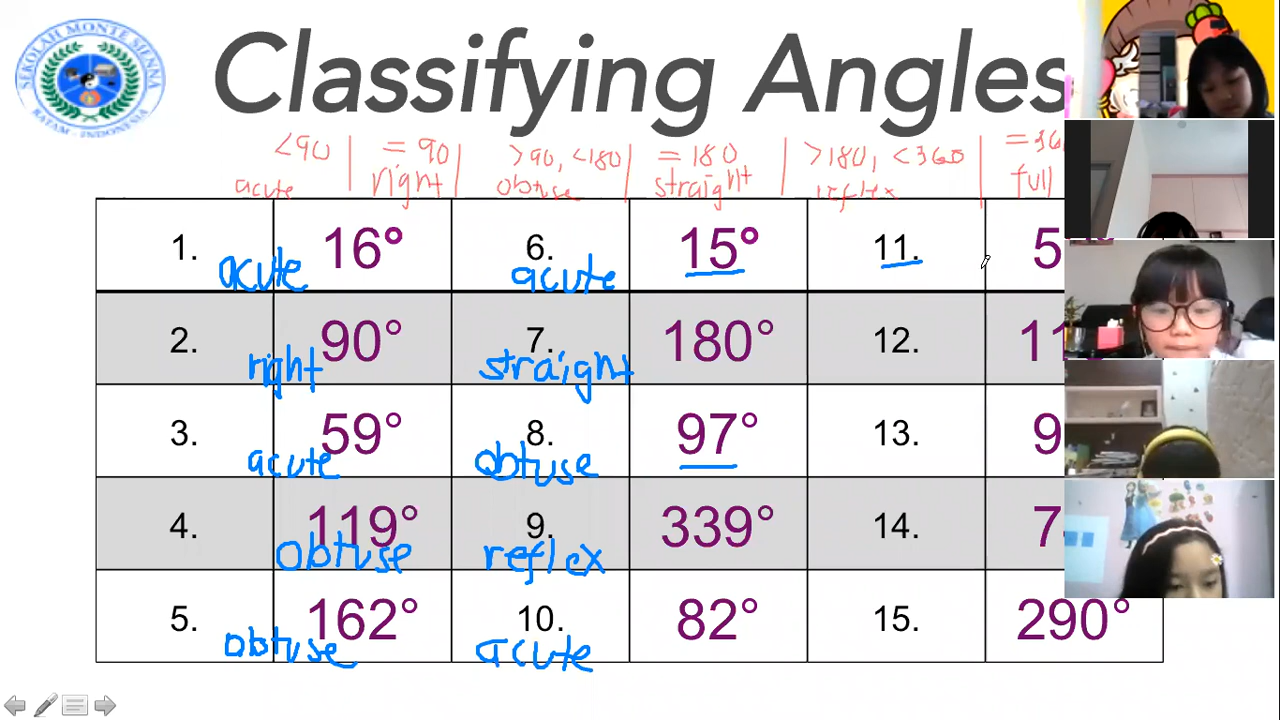 SEKOLAH MONTE SIENNA
BATAM - INDONESIA
Classifying Angles
<90 = 90 >90, <180 = 180 >180, <360
acute right obtuse straight reflex full
1. 16° 6. 15° 11.
acute acute
2. 90° 7. 180° 12.
right straight
3. 59° 8. 97° 13.
acute obtuse
4. 119° 9. 339° 14.
obtuse reflex
5. 162° 10. 82° 15. 290°
obtuse acute